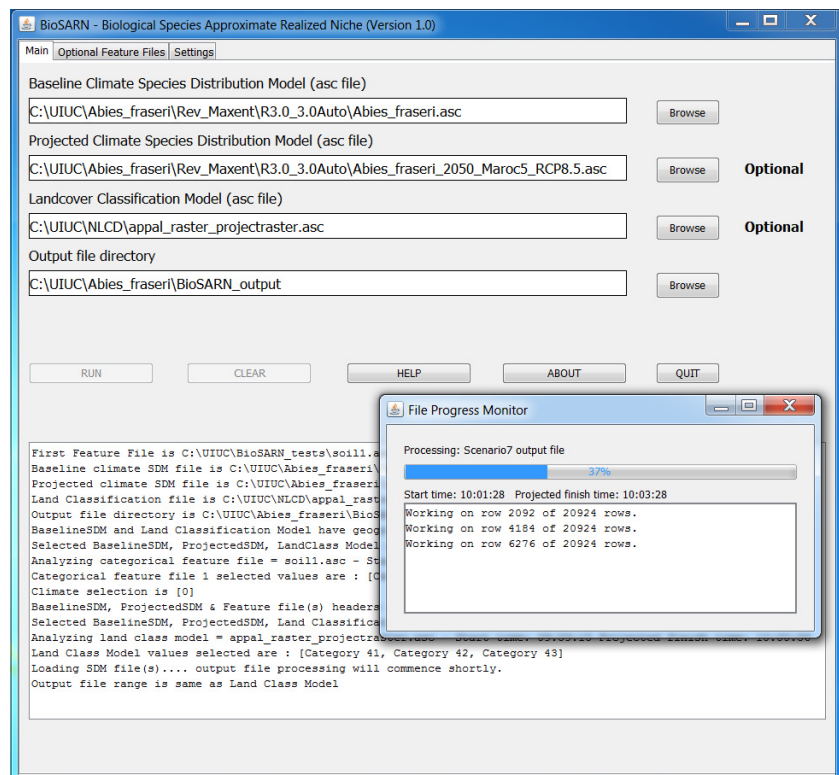 BioSARN - Biological Species Approximate Realized Niche (Version 1.0)
Main Optional Feature Files Settings
Baseline Climate Species Distribution Model (asc file)
C:\UIUC\Abies_fraseri\Rev_Maxent\R3.0_3.0Auto\Abies_fraseri.asc Browse
Projected Climate Species Distribution Model (asc file)
C:\UIUC\Abies_fraseri\Rev_Maxent\R3.0_3.0Auto\Abies_fraseri_2050_Maroc5_RCP8.5.asc Browse Optional
Landcover Classification Model (asc file)
C:\UIUC\NLCD\appal_raster_projectraster.asc Browse Optional
Output file directory
C:\UIUC\Abies_fraseri\BioSARN_output Browse
RUN CLEAR HELP ABOUT QUIT
File Progress Monitor
Processing: Scenario7 output file
37%
Start time: 10:01:28 Projected finish time: 10:03:28
Working on row 2092 of 20924 rows.
Working on row 4184 of 20924 rows.
Working on row 6276 of 20924 rows.
First Feature File is C:\UIUC\BioSARN_tests\soil1.a
Baseline climate SDM file is C:\UIUC\Abies_fraseri\
Projected climate SDM file is C:\UIUC\Abies_fraseri
Land Classification file is C:\UIUC\NLCD\appal_rast
Output file directory is C:\UIUC\Abies_fraseri\BioS
BaselineSDM and Land Classification Model have geog
Selected BaselineSDM, ProjectedSDM, LandClass Model
Analyzing categorical feature file = soil.asc - St
Categorical feature file 1 selected values are : [C
Climate selection is [0]
BaselineSDM, ProjectedSDM & Feature file(s) headers
Selected BaselineSDM, ProjectedSDM, Land Classifica
Analyzing land class model = appal_raster_projectraster.asc - Start time:
Land Class Model values selected are : [Category 41, Category 42, Category 43]
Loading SDM file(s).... output file processing will commence shortly.
Output file range is same as Land Class Model